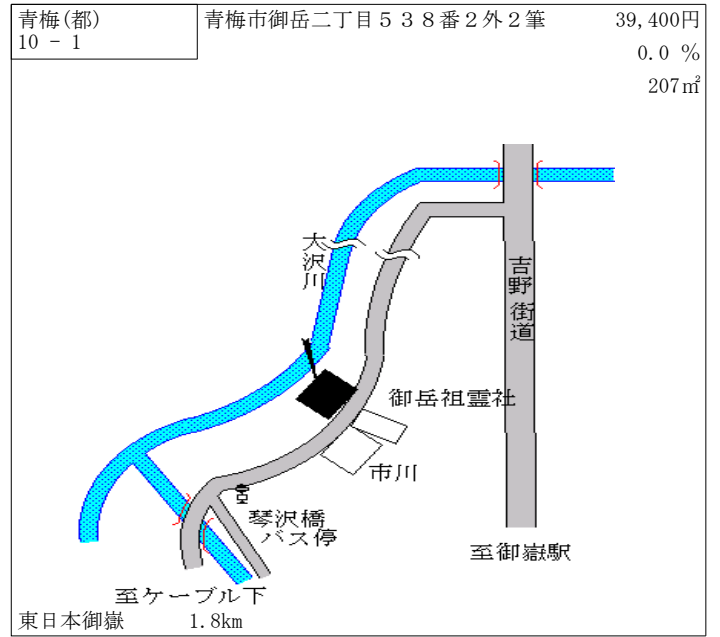 青梅(都)
10 - 1
青梅市御岳二丁目５３８番２外２筆
39,400円
0.0 %
207㎡
大沢川
吉野街道
御岳祖霊社
市川
琴沢橋
バス停
至御嶽駅
至ケーブル下
東日本御嶽 1.8km